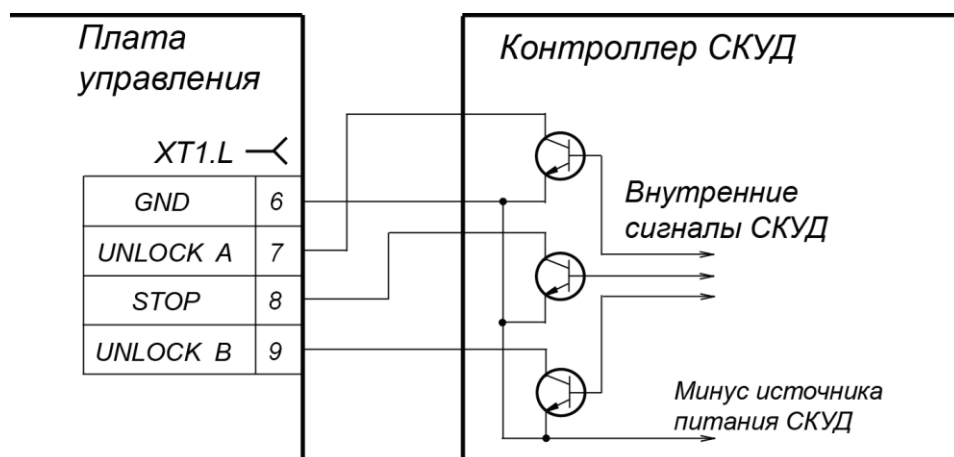 Плата
управления
Контроллер СКУД
XT1.L
GND 6
UNLOCK A 7
STOP 8
UNLOCK B 9
Внутренние
сигналы СКУД
Минус источника
питания СКУД